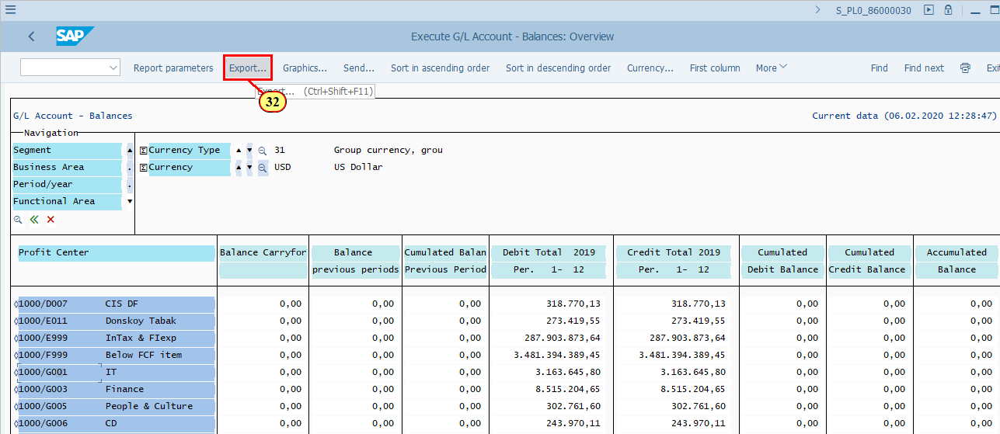 S_PL0_86000030
SAP Execute G/L Account - Balances: Overview
Report parameters Export... Graphics... Send... Sort in ascending order Sort in descending order Currency... First column More Find Find next Exi
Export... (Ctrl+Shift+F11)
32
G/L Account - Balances Current data (06.02.2020 12:28:47)
Navigation
Segment Currency Type 31 Group currency, grou
Business Area Currency USD US Dollar
Period/year
Functional Area
Profit Center Balance Carryfor Balance Cumulated Balan Debit Total 2019 Credit Total 2019 Cumulated Cumulated Accumulated
previous periods Previous Period Per. 1- 12 Per. 1- 12 Debit Balance Credit Balance Balance
1000/D007 CIS DF 0,00 0,00 0,00 318.770,13 318.770,13 0,00 0,00 0,00
1000/E011 Donskoy Tabak 0,00 0,00 0,00 273.419,55 273.419,55 0,00 0,00 0,00
1000/E999 InTax & FIexp 0,00 0,00 0,00 287.903.873,64 287.903.873,64 0,00 0,00 0,00
1000/F999 Below FCF item 0,00 0,00 0,00 3.481.394.389,45 3.481.394.389,45 0,00 0,00 0,00
1000/G001 IT 0,00 0,00 0,00 3.163.645,80 3.163.645,80 0,00 0,00 0,00
1000/G003 Finance 0,00 0,00 0,00 8.515.204,65 8.515.204,65 0,00 0,00 0,00
1000/G005 People & Culture 0,00 0,00 0,00 302.761,60 302.761,60 0,00 0,00 0,00
1000/G006 CD 0,00 0,00 0,00 243.970,11 243.970,11 0,00 0,00 0,00